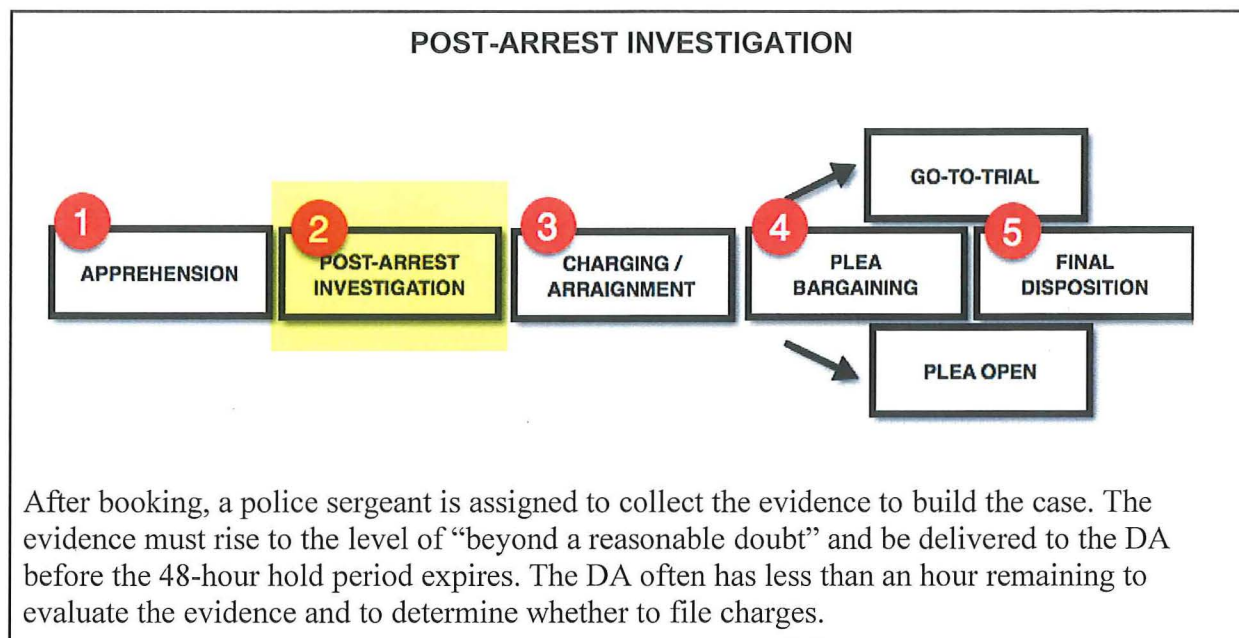 POST-ARREST INVESTIGATION
1
APPREHENSION
2
POST-ARREST
INVESTIGATION
3
CHARGING /
ARRAIGNMENT
4
PLEA
BARGAINING
GO-TO-TRIAL
5
FINAL
DISPOSITION
PLEA OPEN
After booking, a police sergeant is assigned to collect the evidence to build the case. The
evidence must rise to the level of “beyond a reasonable doubt” and be delivered to the DA
before the 48-hour hold period expires. The DA often has less than an hour remaining to
evaluate the evidence and to determine whether to file charges.